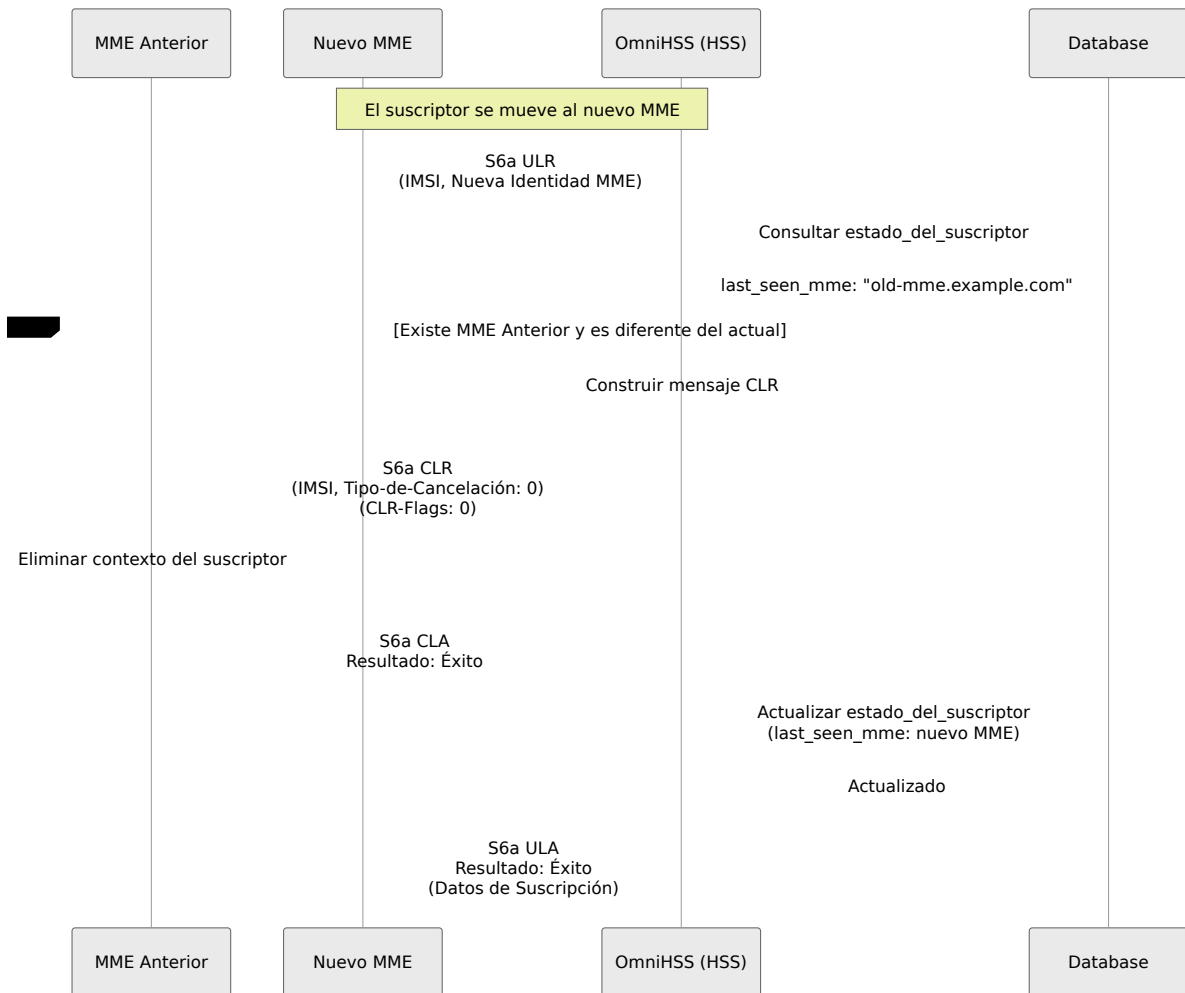 MME Anterior
Nuevo MME
OmniHSS (HSS)
Database
El suscriptor se mueve al nuevo MME
S6a ULR
(IMSI, Nueva Identidad MME)
Consultar estado_del_suscriptor
last_seen_mme: "old-mme.example.com"
[Existe MME Anterior y es diferente del actual]
Construir mensaje CLR
S6a CLR
(IMSI, Tipo-de-Cancelación: 0)
(CLR-Flags: 0)
Eliminar contexto del suscriptor
S6a CLA
Resultado: Éxito
Actualizar estado_del_suscriptor
(last_seen_mme: nuevo MME)
Actualizado
S6a ULA
Resultado: Éxito
(Datos de Suscripción)
MME Anterior
Nuevo MME
OmniHSS (HSS)
Database